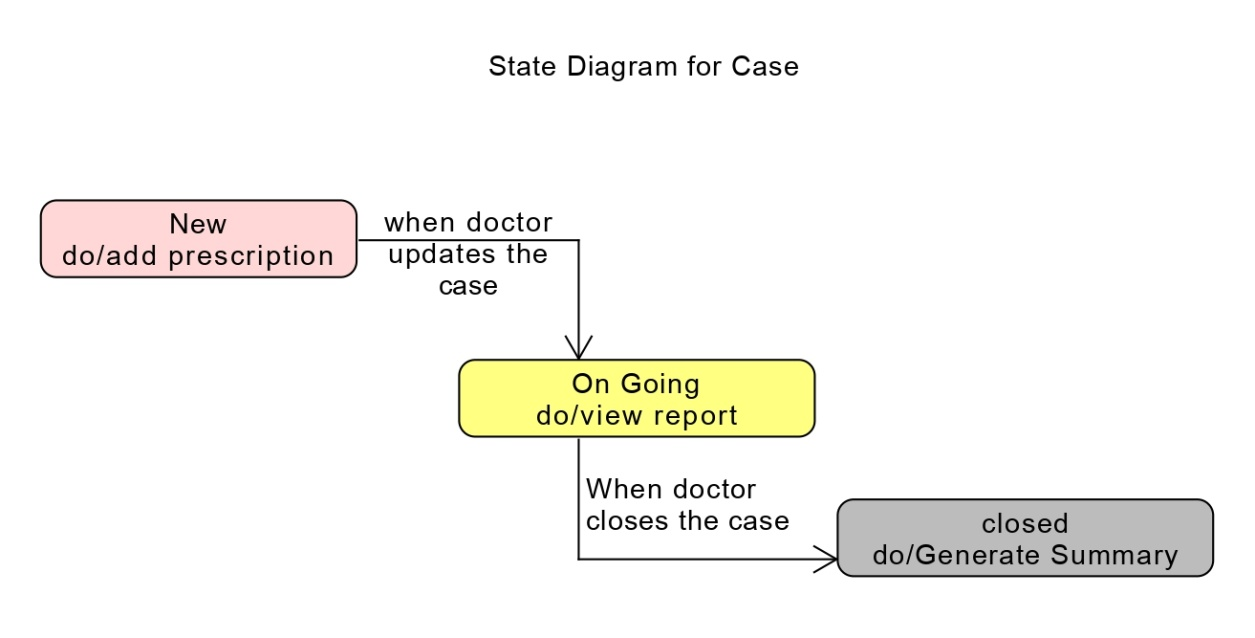 State Diagram for Case
New
do/add prescription
when doctor
updates the
case
On Going
do/view report
When doctor
closes the case
closed
do/Generate Summary